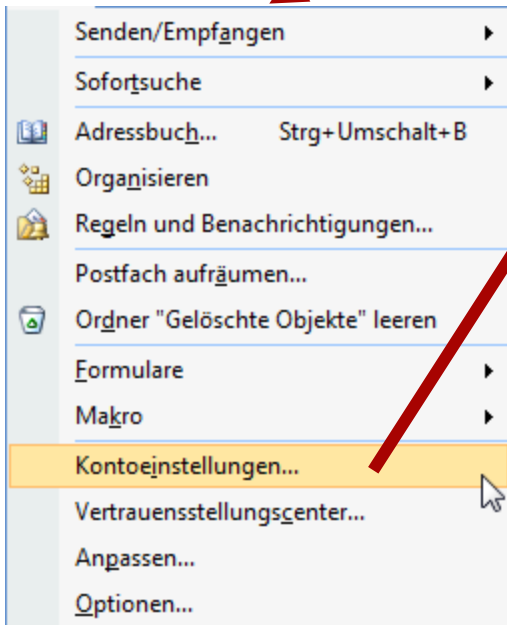 Senden/Empfangen
Sofortsuche
Adressbuch... Strg+Umschalt+B
Organisieren
Regeln und Benachrichtigungen...
Postfach aufräumen...
Ordner "Gelöschte Objekte" leeren
Formulare
Makro
Kontoeinstellungen...
Vertrauensstellungscenter...
Anpassen...
Optionen...